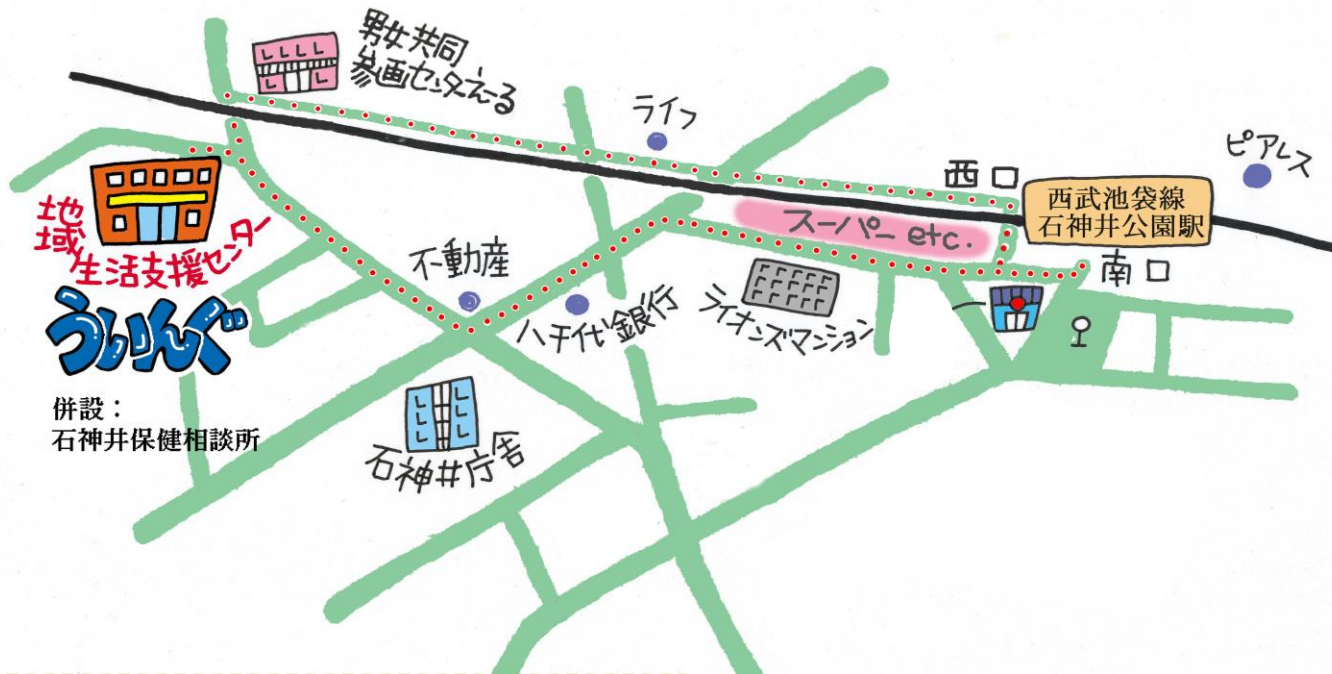 男女共同
参画センターえーる
ライフ
ピアレス
西口
西武池袋線
石神井公園駅
スーパー etc.
南口
地域
生活支援センター
ういんぐ
不動産
八千代銀行
ライオンズマンション
併設：
石神井保健相談所
石神井庁舎